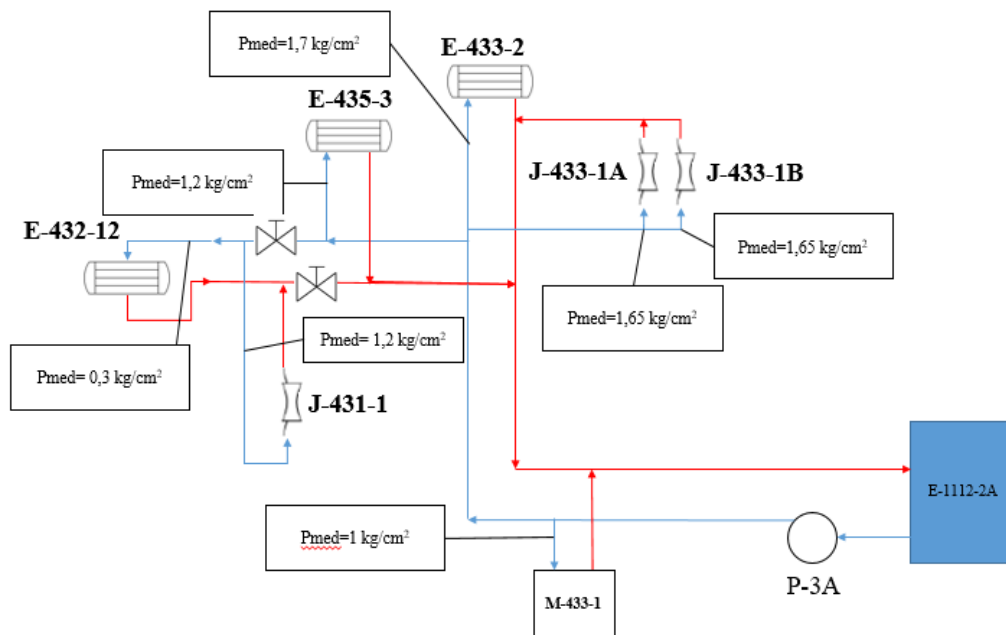 Pmed=1,7 kg/cm²
E-433-2
E-435-3
Pmed=1,2 kg/cm²
J-433-1A
J-433-1B
E-432-12
Pmed=1,65 kg/cm²
Pmed=1,65 kg/cm²
Pmed= 1,2 kg/cm²
Pmed= 0,3 kg/cm²
J-431-1
E-1112-2A
Pmed=1 kg/cm²
P-3A
M-433-1